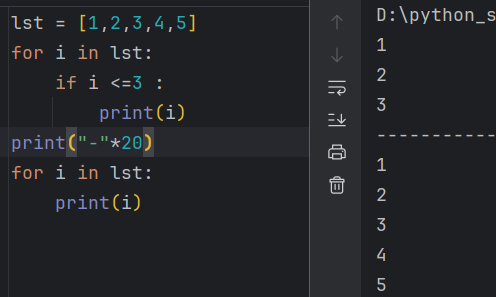 lst = [1,2,3,4,5]
for i in lst:
    if i <=3 :
        print(i)
print("-"*20)
for i in lst:
    print(i)
D:\python_s
1
2
3
------------
1
2
3
4
5